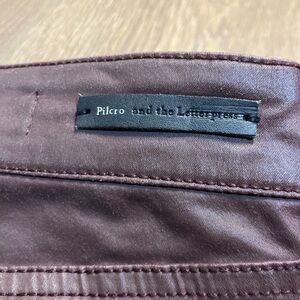 Pilcro and the Letterpress